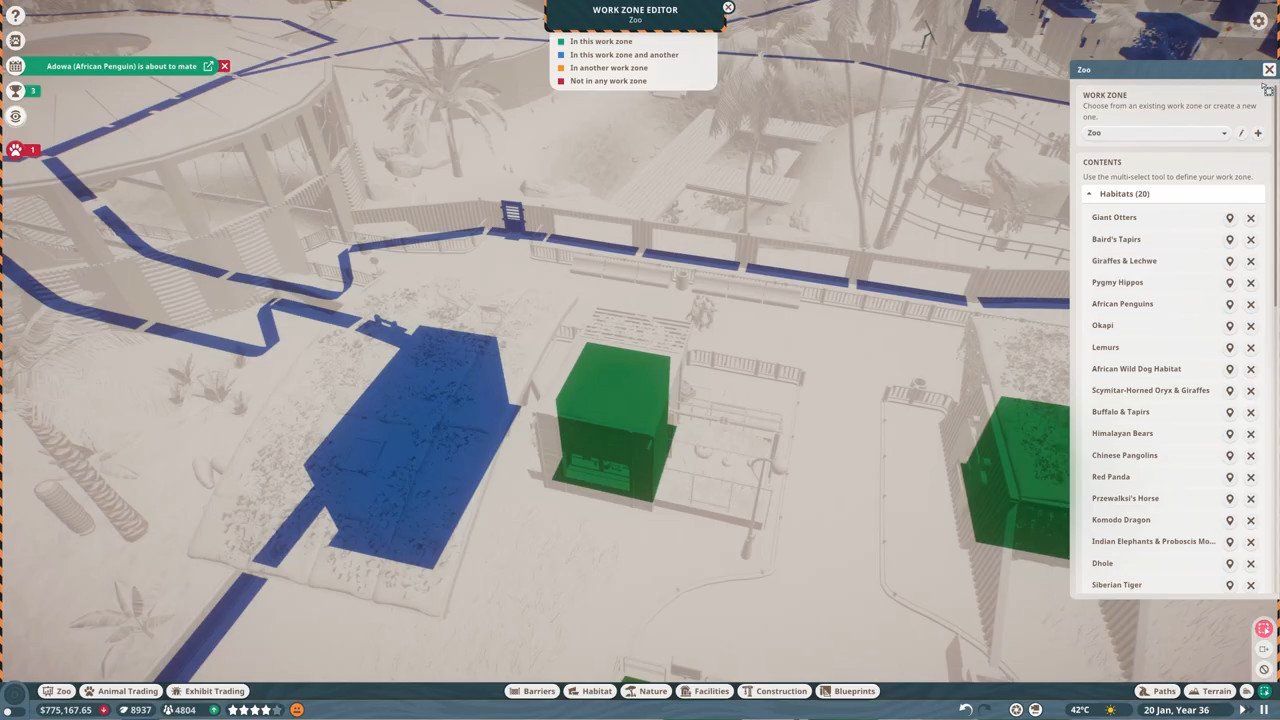 WORK ZONE EDITOR
Zoo
In this work zone
In this work zone and another
In another work zone
Not in any work zone
Adowa (African Penguin) is about to mate
3
1
Zoo
WORK ZONE
Choose from an existing work zone or create a new
one.
Zoo
CONTENTS
Use the multi-select tool to define your work zone.
Habitats (20)
Giant Otters
Baird's Tapirs
Giraffes & Lechwe
Pygmy Hippos
African Penguins
Okapi
Lemurs
African Wild Dog Habitat
Scymitar-Horned Oryx & Giraffes
Buffalo & Tapirs
Himalayan Bears
Chinese Pangolins
Red Panda
Przewalksi's Horse
Komodo Dragon
Indian Elephants & Proboscis Mo...
Dhole
Siberian Tiger
Zoo Animal Trading Exhibit Trading Barriers Habitat Nature Facilities Construction Blueprints Paths Terrain
$775,167.65 8937 4804 42°C 20 Jan, Year 36